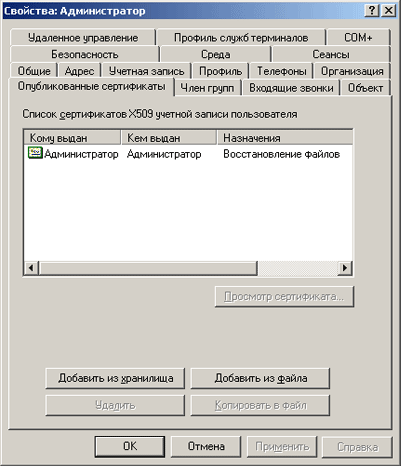 Свойства: Администратор
Удаленное управление Профиль служб терминалов COM+
Безопасность Среда Сеансы
Общие Адрес Учетная запись Профиль Телефоны Организация
Опубликованные сертификаты Член групп Входящие звонки Объект
Список сертификатов X509 учетной записи пользователя
Кому выдан Кем выдан Назначения
Администратор Администратор Восстановление файлов
Просмотр сертификата...
Добавить из хранилища Добавить из файла
Удалить Копировать в файл
OK Отмена Применить Справка